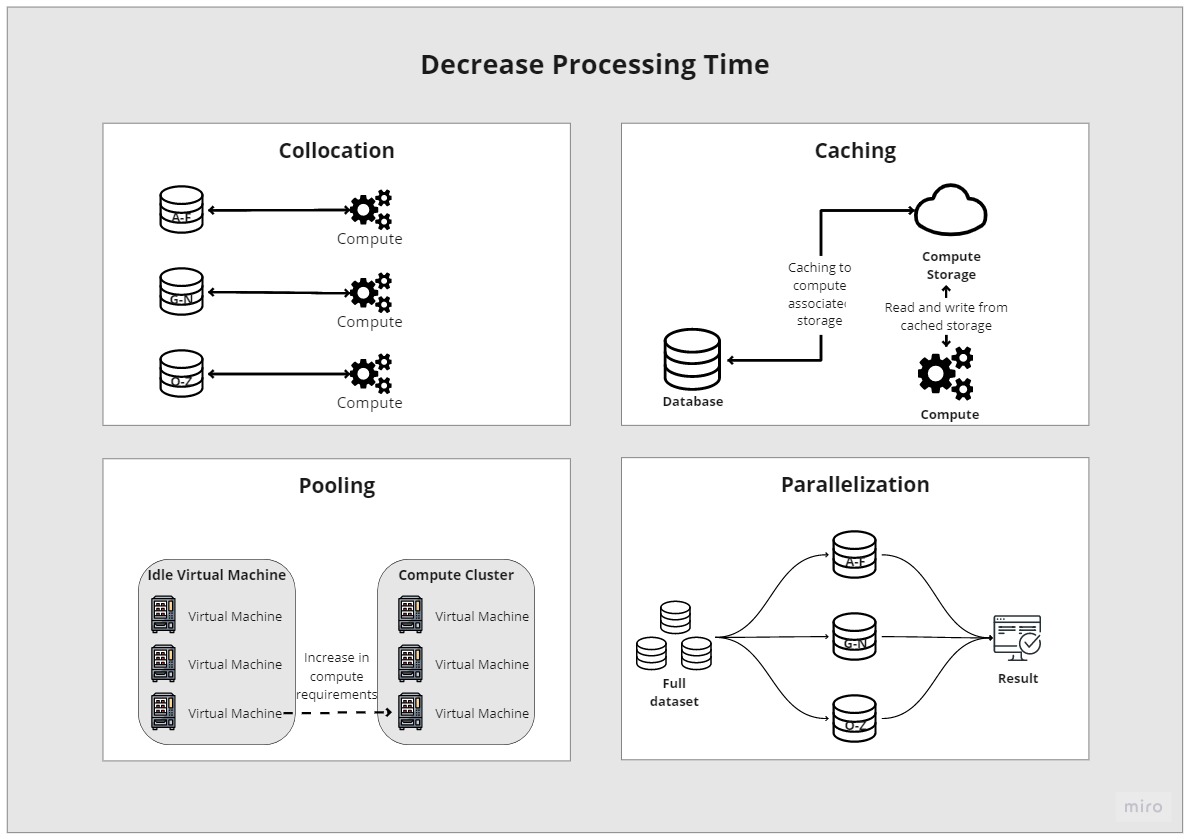 Decrease Processing Time
Collocation
A-F
Compute
G-N
Compute
O-Z
Compute
Caching
Caching to
compute
associated
storage
Compute
Storage
Read and write from
cached storage
Database
Compute
Pooling
Idle Virtual Machine
Virtual Machine
Virtual Machine
Virtual Machine
Increase in
compute
requirements
Compute Cluster
Virtual Machine
Virtual Machine
Virtual Machine
Parallelization
Full
dataset
A-F
G-N
O-Z
Result
miro